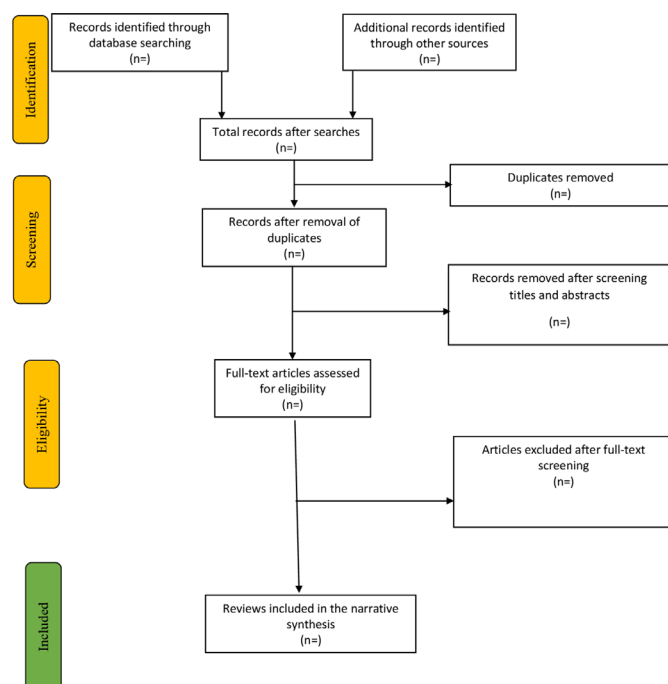 Identification
Records identified through
database searching
(n=)
Additional records identified
through other sources
(n=)
Total records after searches
(n=)
Duplicates removed
(n=)
Screening
Records after removal of
duplicates
(n=)
Records removed after screening
titles and abstracts
(n=)
Eligibility
Full-text articles assessed
for eligibility
(n=)
Articles excluded after full-text
screening
(n=)
Included
Reviews included in the narrative
synthesis
(n=)